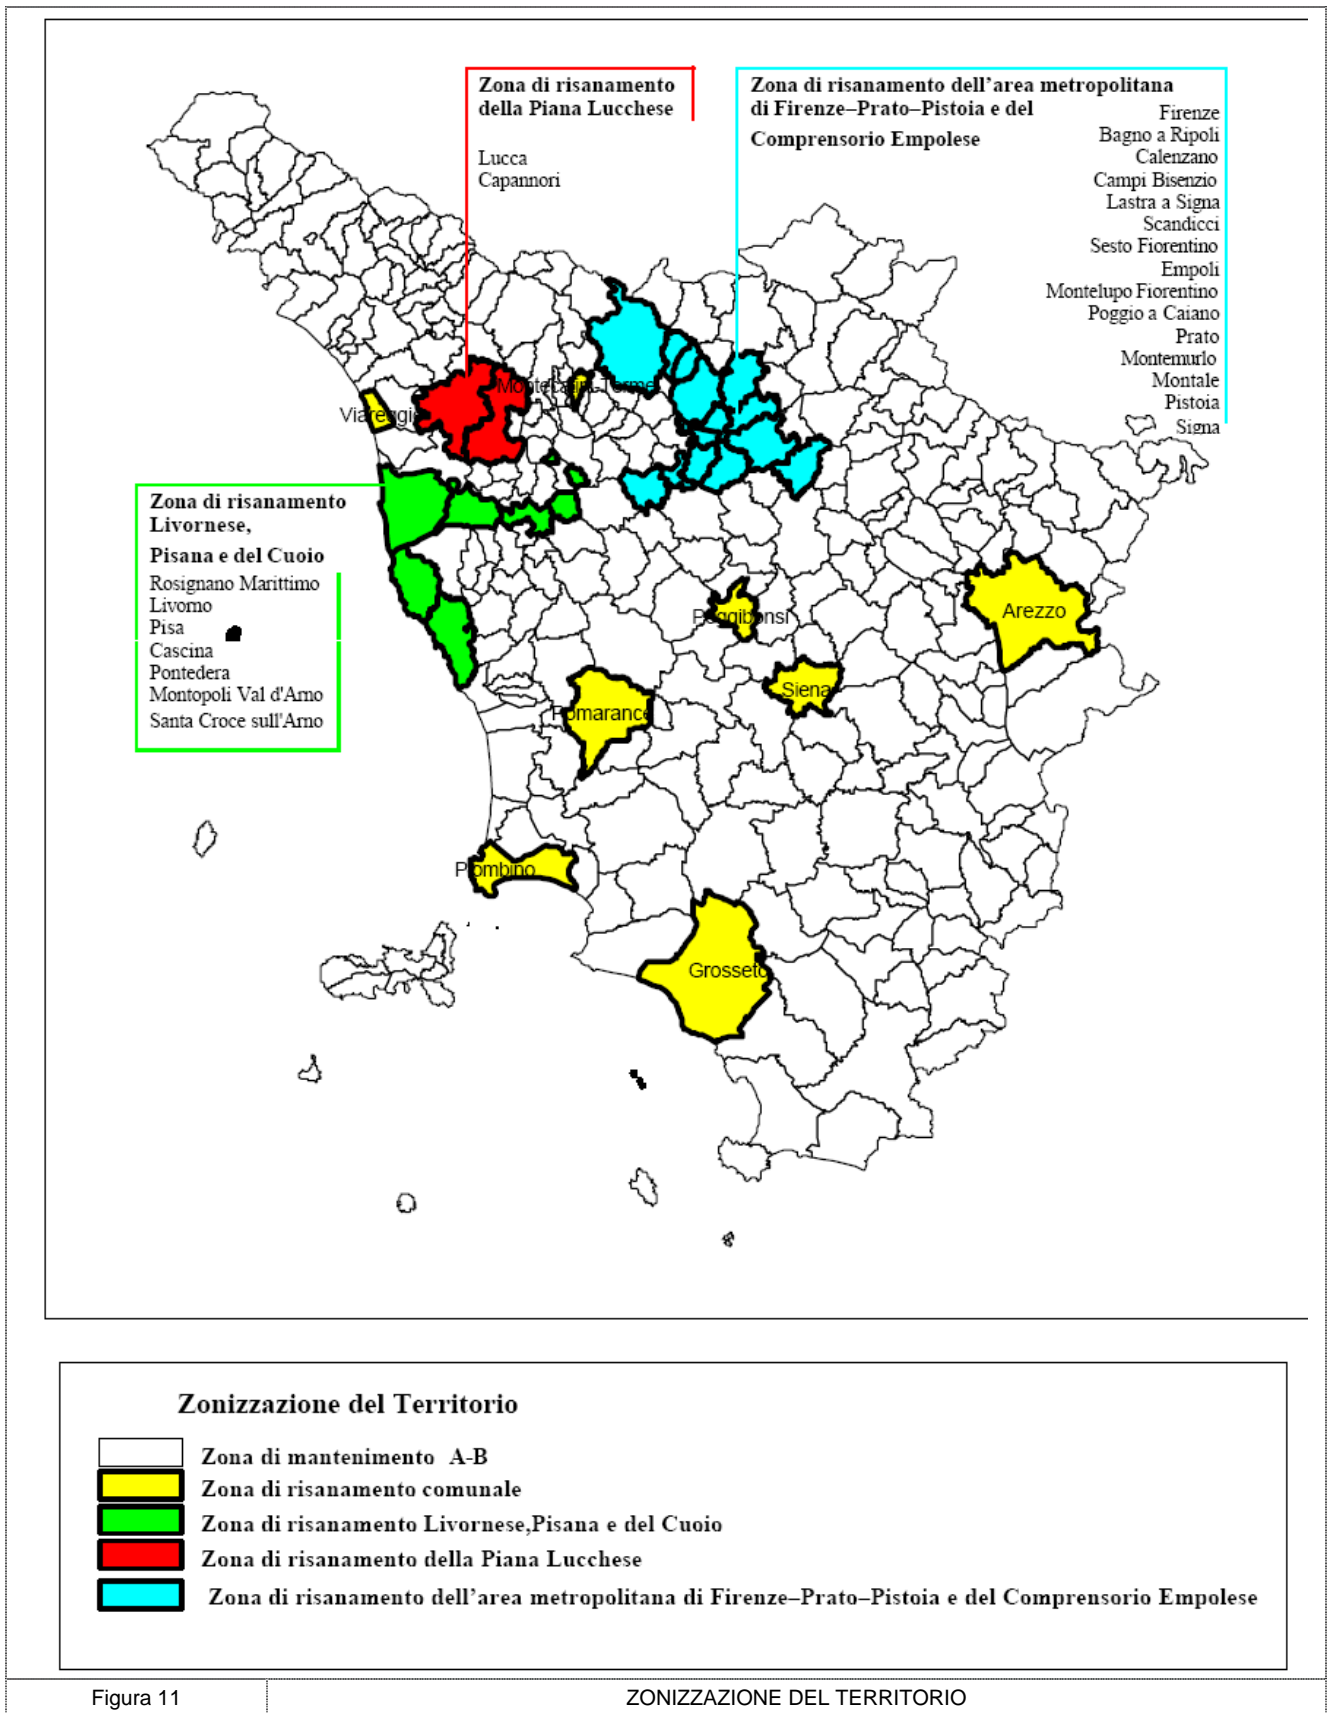 Zona di risanamento
della Piana Lucchese
Lucca
Capannori
Zona di risanamento dell'area metropolitana
di Firenze–Prato–Pistoia e del
Comprensorio Empolese
Firenze
Bagno a Ripoli
Calenzano
Campi Bisenzio
Lastra a Signa
Scandicci
Sesto Fiorentino
Empoli
Montelupo Fiorentino
Poggio a Caiano
Prato
Montemurlo
Montale
Pistoia
Signa
Montecatini-Terme
Viareggio
Zona di risanamento
Livornese,
Pisana e del Cuoio
Rosignano Marittimo
Livorno
Pisa
Cascina
Pontedera
Montopoli Val d'Arno
Santa Croce sull'Arno
Poggibonsi
Arezzo
Siena
Pomarance
Piombino
Grosseto
Zonizzazione del Territorio
Zona di mantenimento A-B
Zona di risanamento comunale
Zona di risanamento Livornese,Pisana e del Cuoio
Zona di risanamento della Piana Lucchese
Zona di risanamento dell'area metropolitana di Firenze–Prato–Pistoia e del Comprensorio Empolese
Figura 11
ZONIZZAZIONE DEL TERRITORIO